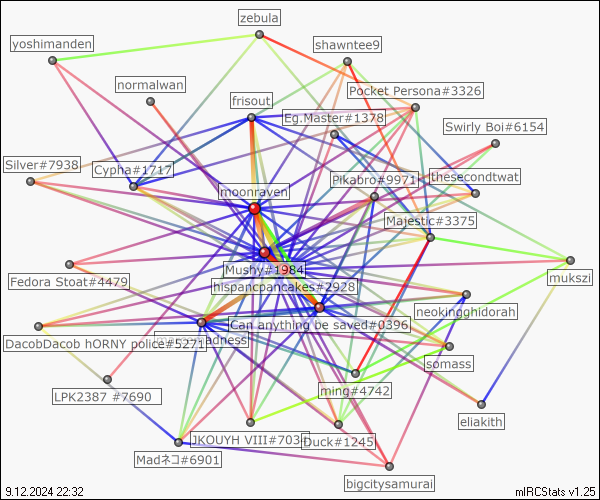 zebula
yoshimanden
shawntee9
normalwan
Pocket Persona#3326
frisout
Eg.Master#1378
Swirly Boi#6154
Silver#7938
Cypha#1717
Pikabro#9971
thesecondtwat
moonraven
Majestic#3375
Mushy#1984
Fedora Stoat#4479
mukszi
hispancpancakes#2928
neokingghidorah
Can anything be saved#0396
DacobDacob hORNY police#5271
adness
somass
ming#4742
LPK2387 #7690
eliakith
JKOUYH VIII#7034
Duck#1245
Madネコ#6901
bigcitysamurai
9.12.2024 22:32
mIRCStats v1.25